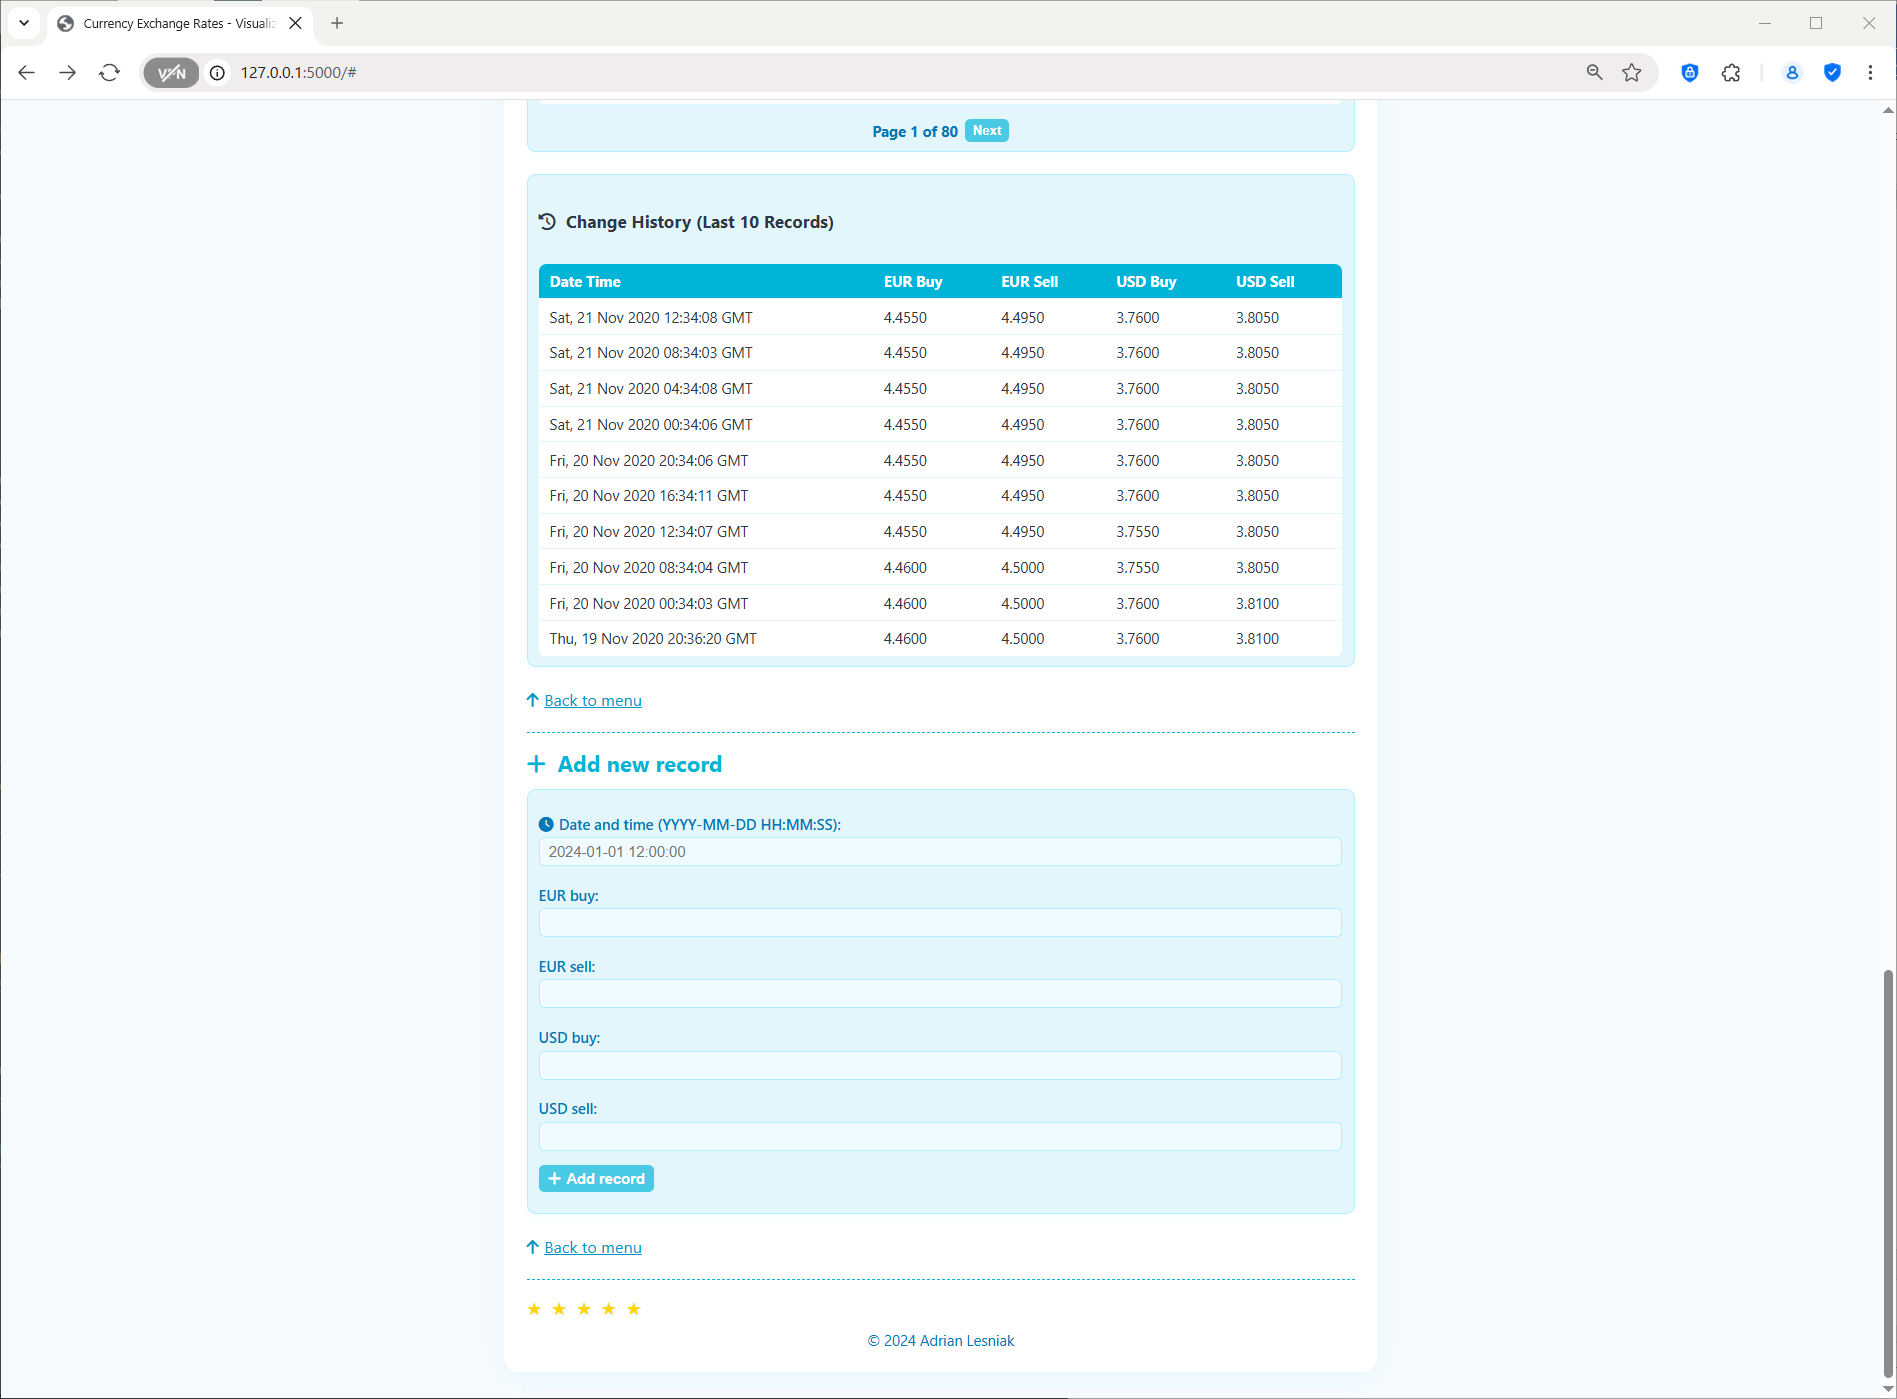 Currency Exchange Rates - Visualiz
VPN
127.0.0.1:5000/#
Page 1 of 80 Next
Change History (Last 10 Records)
Date Time EUR Buy EUR Sell USD Buy USD Sell
Sat, 21 Nov 2020 12:34:08 GMT 4.4550 4.4950 3.7600 3.8050
Sat, 21 Nov 2020 08:34:03 GMT 4.4550 4.4950 3.7600 3.8050
Sat, 21 Nov 2020 04:34:08 GMT 4.4550 4.4950 3.7600 3.8050
Sat, 21 Nov 2020 00:34:06 GMT 4.4550 4.4950 3.7600 3.8050
Fri, 20 Nov 2020 20:34:06 GMT 4.4550 4.4950 3.7600 3.8050
Fri, 20 Nov 2020 16:34:11 GMT 4.4550 4.4950 3.7600 3.8050
Fri, 20 Nov 2020 12:34:07 GMT 4.4550 4.4950 3.7550 3.8050
Fri, 20 Nov 2020 08:34:04 GMT 4.4600 4.5000 3.7550 3.8050
Fri, 20 Nov 2020 00:34:03 GMT 4.4600 4.5000 3.7600 3.8100
Thu, 19 Nov 2020 20:36:20 GMT 4.4600 4.5000 3.7600 3.8100
Back to menu
Add new record
Date and time (YYYY-MM-DD HH:MM:SS):
2024-01-01 12:00:00
EUR buy:
EUR sell:
USD buy:
USD sell:
Add record
Back to menu
© 2024 Adrian Lesniak